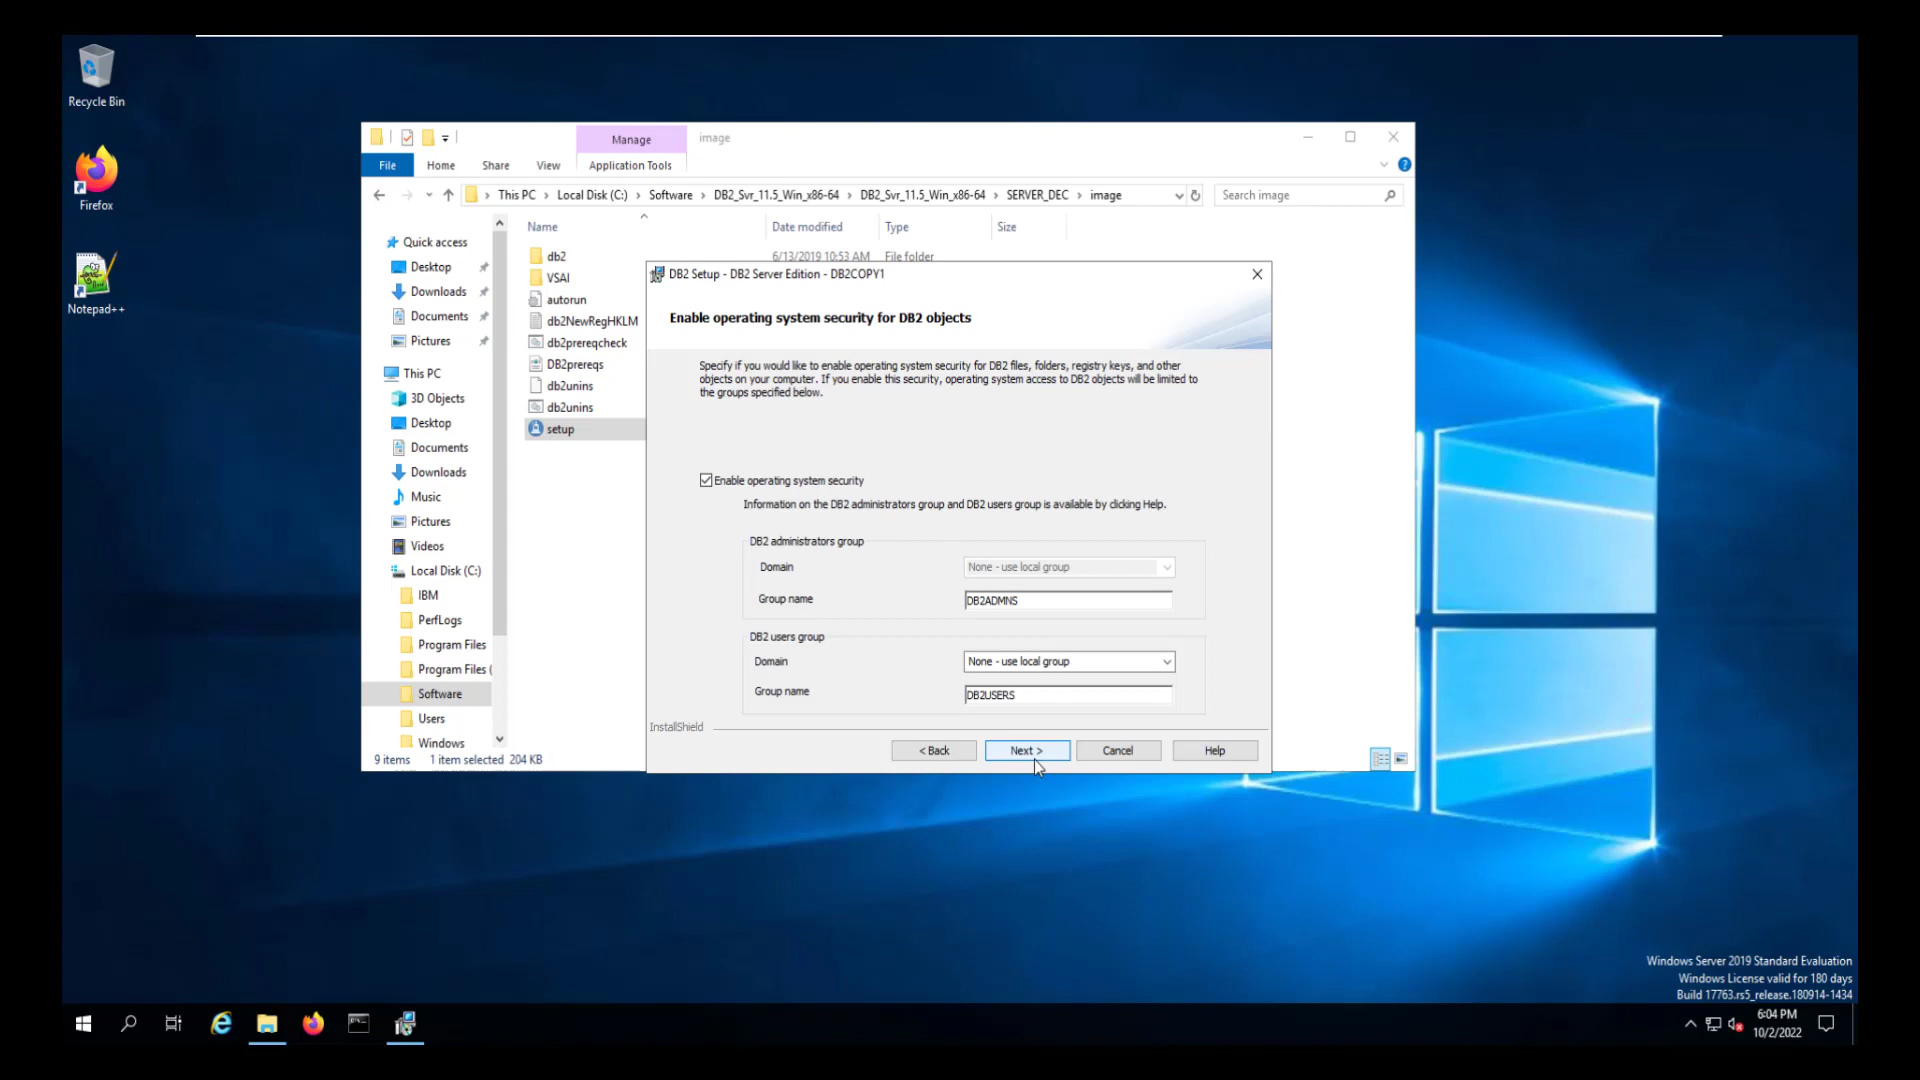 Recycle Bin
Firefox
Notepad++
Manage
image
File
Home
Share
View
Application Tools
This PC
Local Disk (C:)
Software
DB2_Svr_11.5_Win_x86-64
DB2_Svr_11.5_Win_x86-64
SERVER_DEC
image
Search image
Name
Date modified
Type
Size
Quick access
Desktop
Downloads
Documents
Pictures
This PC
3D Objects
Desktop
Documents
Downloads
Music
Pictures
Videos
Local Disk (C:)
IBM
PerfLogs
Program Files
Program Files (
Software
Users
Windows
db2
6/13/2019 10:53 AM
File folder
VSAI
autorun
db2NewRegHKLM
db2prereqcheck
DB2prereqs
db2unins
db2unins
setup
9 items
1 item selected 204 KB
DB2 Setup - DB2 Server Edition - DB2COPY1
Enable operating system security for DB2 objects
Specify if you would like to enable operating system security for DB2 files, folders, registry keys, and other
objects on your computer. If you enable this security, operating system access to DB2 objects will be limited to
the groups specified below.
Enable operating system security
Information on the DB2 administrators group and DB2 users group is available by clicking Help.
DB2 administrators group
Domain
None - use local group
Group name
DB2ADMNS
DB2 users group
Domain
None - use local group
Group name
DB2USERS
InstallShield
< Back
Next >
Cancel
Help
Windows Server 2019 Standard Evaluation
Windows License valid for 180 days
Build 17763.rs5_release.180914-1434
6:04 PM
10/2/2022